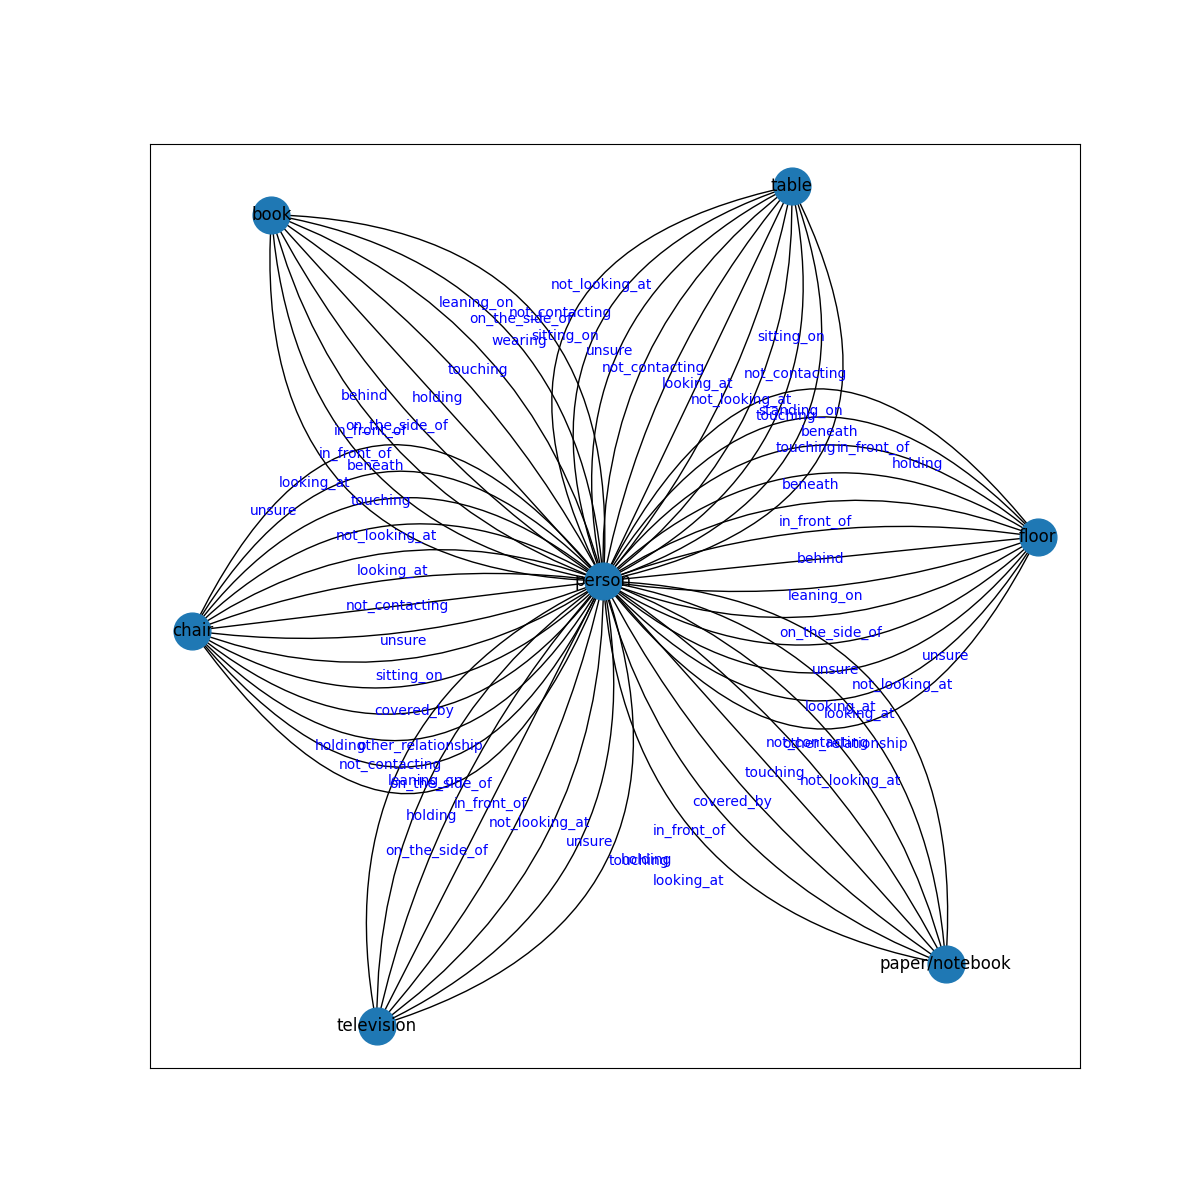 table
book
not_looking_at
leaning_on
not_contacting
on_the_side_of
sitting_on
sitting_on
wearing
unsure
not_contacting
touching
not_contacting
looking_at
behind
holding
not_looking_at
standing_on
touching
on_the_side_of
in_front_of
beneath
touching
in_front_of
in_front_of
beneath
holding
looking_at
beneath
touching
unsure
in_front_of
not_looking_at
floor
behind
looking_at
person
leaning_on
not_contacting
chair
on_the_side_of
unsure
unsure
unsure
sitting_on
not_looking_at
looking_at
covered_by
looking_at
holding
other_relationship
not_contacting
other_relationship
not_contacting
touching
leaning_on
on_the_side_of
not_looking_at
in_front_of
covered_by
holding
not_looking_at
in_front_of
unsure
on_the_side_of
touching
holding
looking_at
paper/notebook
television